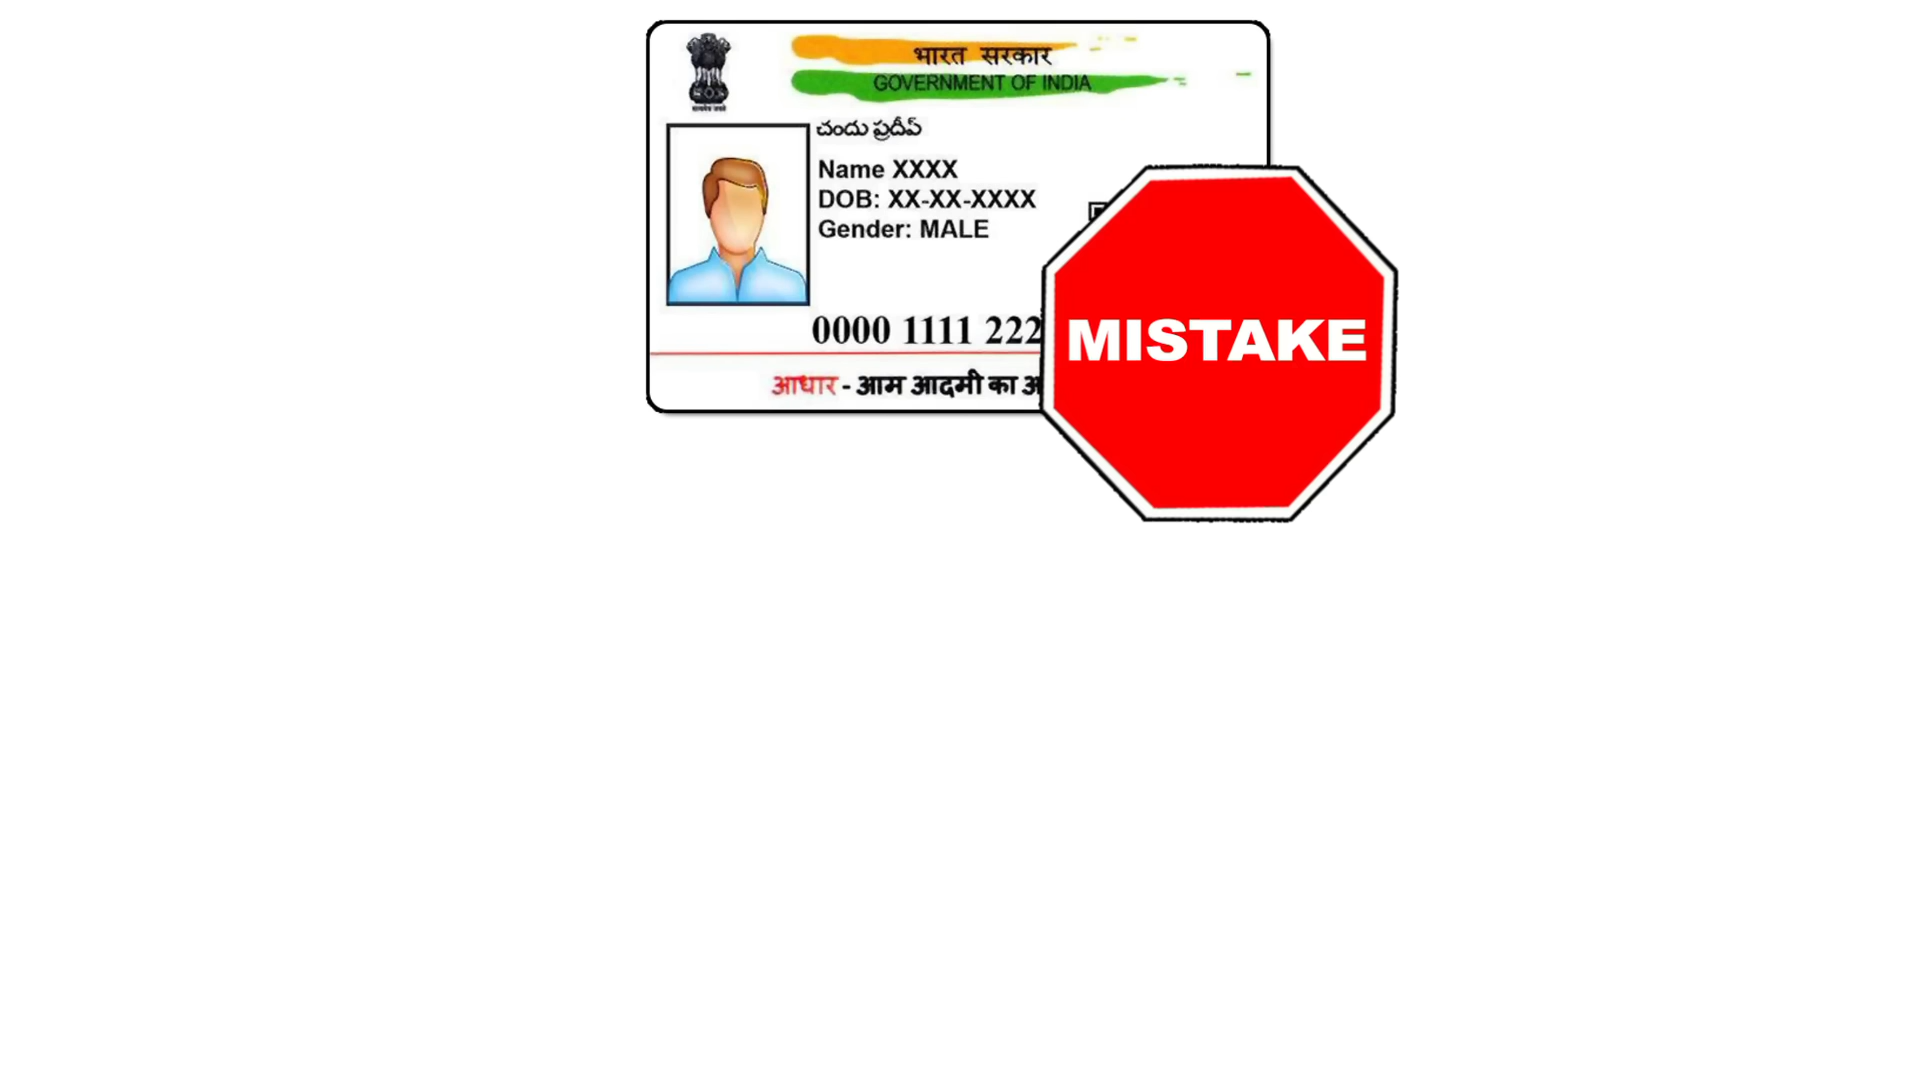 भारत सरकार
GOVERNMENT OF INDIA
చందు ప్రదీప్
Name XXXX
DOB: XX-XX-XXXX
Gender: MALE
0000 1111 222
आधार - आम आदमी का
MISTAKE